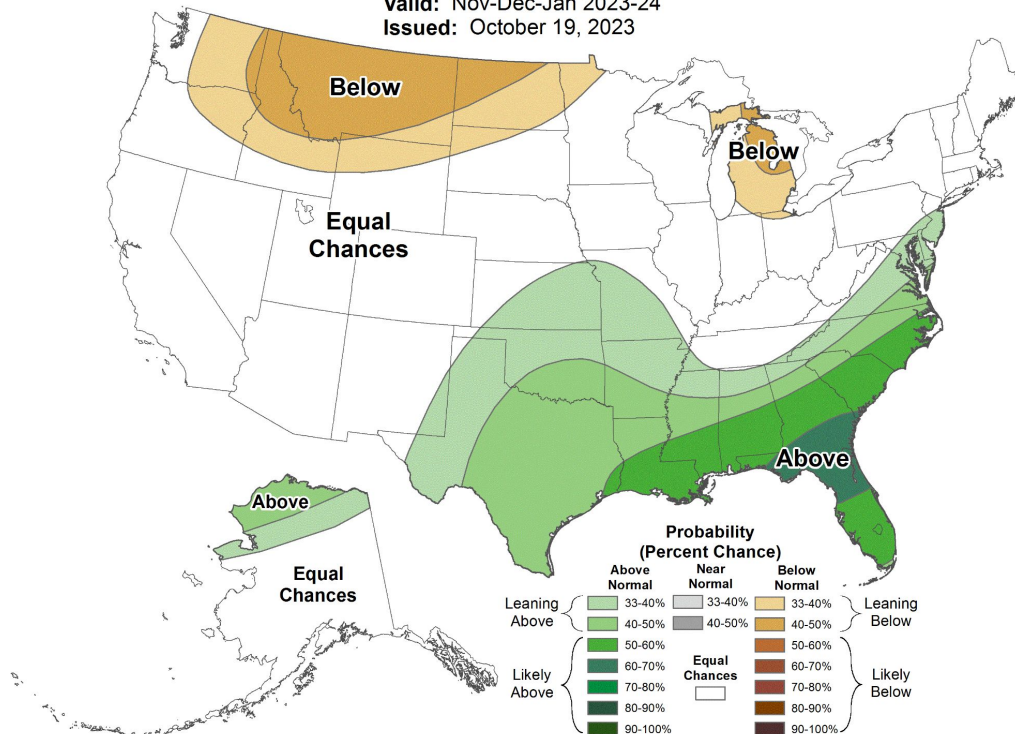 Valid: Nov-Dec-Jan 2023-24
Issued: October 19, 2023
Below
Below
Equal
Chances
Above
Above
Equal
Chances
Probability
(Percent Chance)
Above
Normal
Near
Normal
Below
Normal
Leaning
Above
33-40%
40-50%
33-40%
40-50%
33-40%
40-50%
Leaning
Below
Likely
Above
50-60%
60-70%
70-80%
80-90%
90-100%
Equal
Chances
50-60%
60-70%
70-80%
80-90%
90-100%
Likely
Below